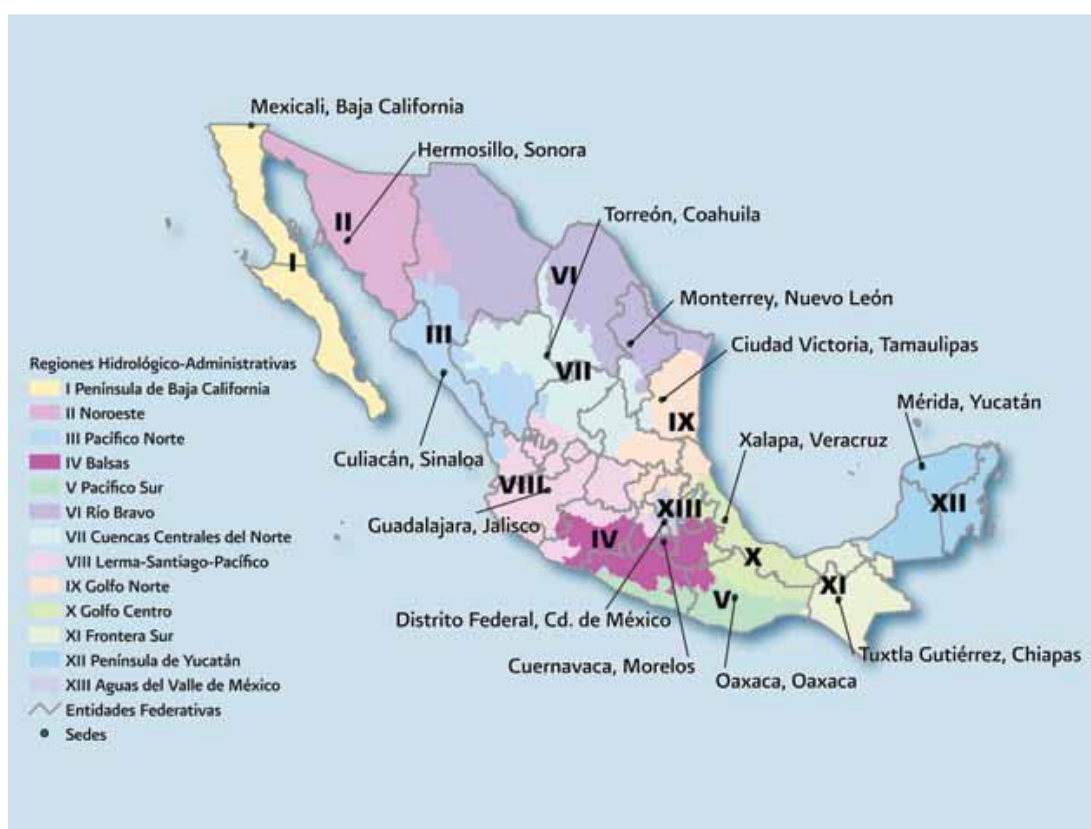 Mexicali, Baja California
Hermosillo, Sonora
Torreón, Coahuila
II
I
VI
Monterrey, Nuevo León
III
Ciudad Victoria, Tamaulipas
VII
Mérida, Yucatán
IX
Xalapa, Veracruz
Culiacán, Sinaloa
VIII
XIII
XII
Guadalajara, Jalisco
IV
X
XI
V
Distrito Federal, Cd. de México
Cuernavaca, Morelos
Oaxaca, Oaxaca
Tuxtla Gutiérrez, Chiapas
Regiones Hidrológico-Administrativas
I Península de Baja California
II Noroeste
III Pacífico Norte
IV Balsas
V Pacífico Sur
VI Río Bravo
VII Cuencas Centrales del Norte
VIII Lerma-Santiago-Pacífico
IX Golfo Norte
X Golfo Centro
XI Frontera Sur
XII Península de Yucatán
XIII Aguas del Valle de México
Entidades Federativas
Sedes